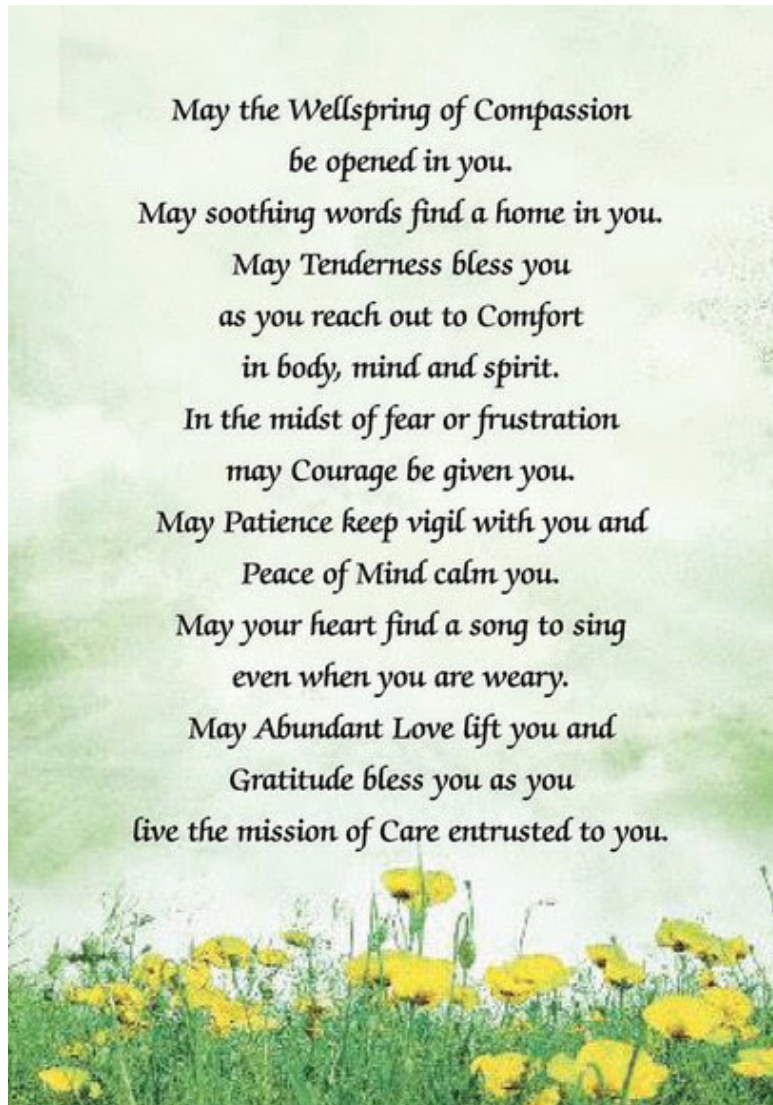 May the Wellspring of Compassion
be opened in you.
May soothing words find a home in you.
May Tenderness bless you
as you reach out to Comfort
in body, mind and spirit.
In the midst of fear or frustration
may Courage be given you.
May Patience keep vigil with you and
Peace of Mind calm you.
May your heart find a song to sing
even when you are weary.
May Abundant Love lift you and
Gratitude bless you as you
live the mission of Care entrusted to you.